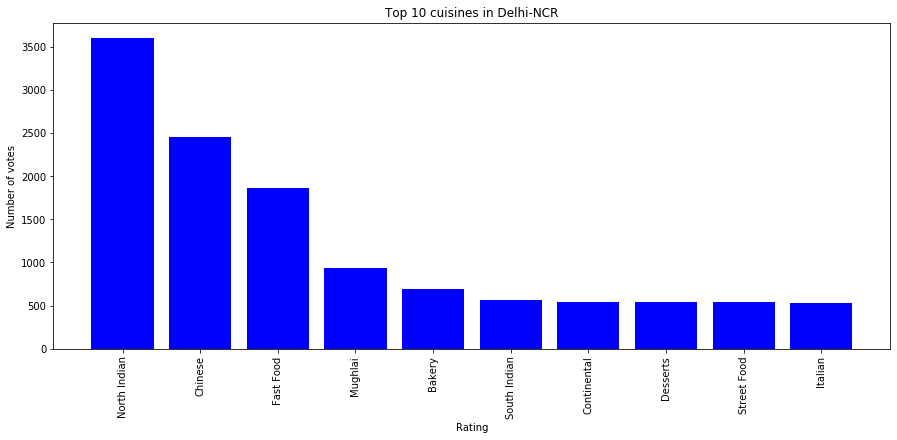 Top 10 cuisines in Delhi-NCR
Number of votes
3500
3000
2500
2000
1500
1000
500
0
North Indian
Chinese
Fast Food
Mughlai
Bakery
South Indian
Continental
Desserts
Street Food
Italian
Rating